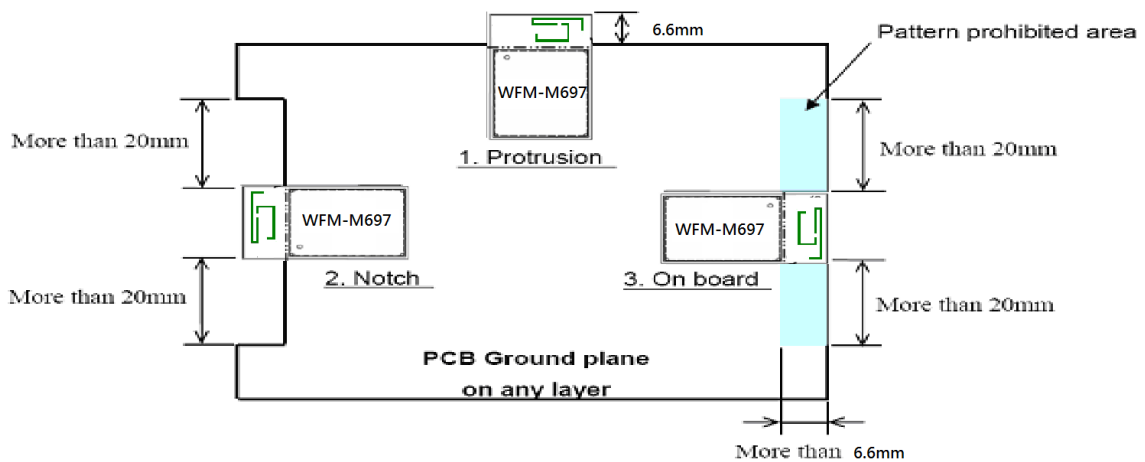 6.6mm
Pattern prohibited area
WFM-M697
1. Protrusion
More than 20mm
More than 20mm
WFM-M697
WFM-M697
2. Notch
3. On board
More than 20mm
More than 20mm
PCB Ground plane
on any layer
More than 6.6mm